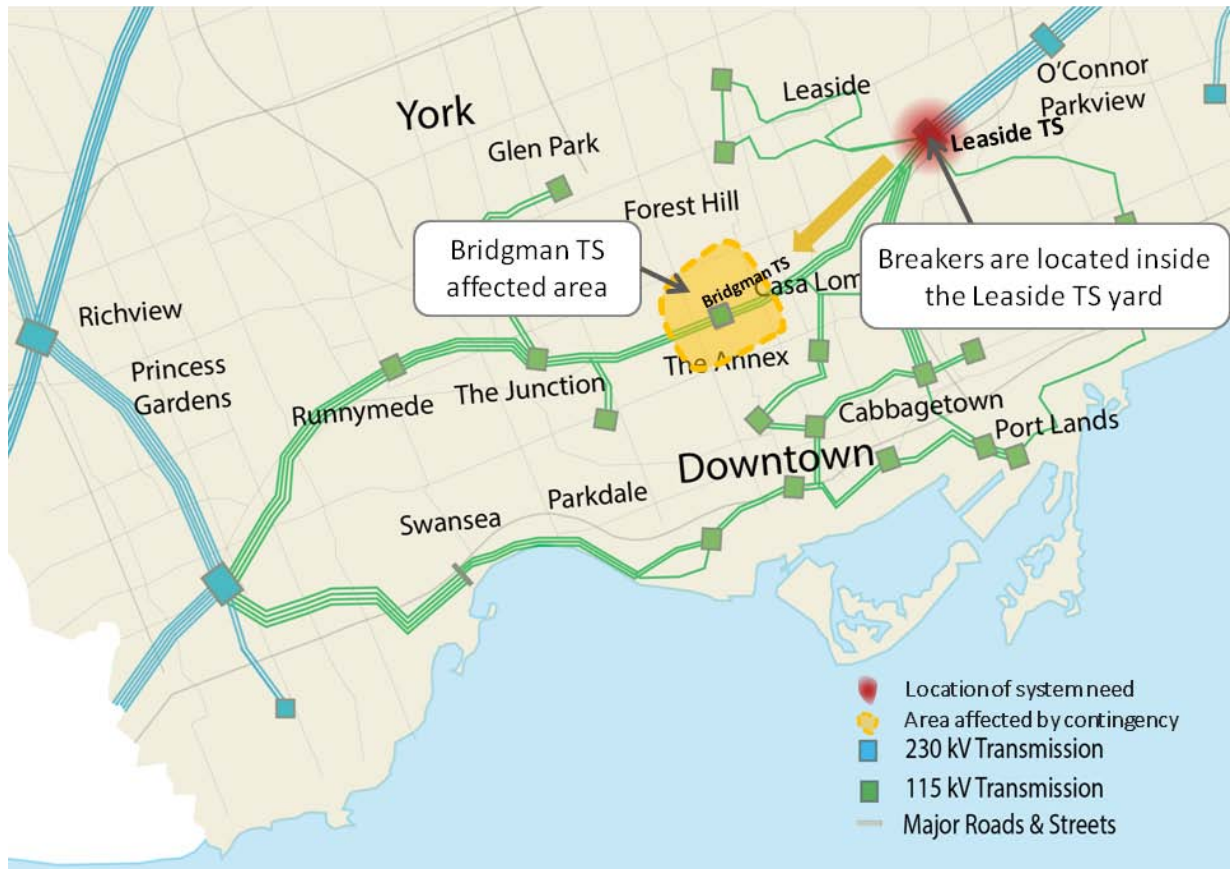 York
Leaside
O'Connor
Parkview
Glen Park
Leaside TS
Forest Hill
Bridgman TS
affected area
Bridgman TS
Casa Lom
Breakers are located inside
the Leaside TS yard
Richview
Princess
Gardens
Runnymede
The Junction
The Annex
Cabbagetown
Port Lands
Downtown
Parkdale
Swansea
Location of system need
Area affected by contingency
230 kV Transmission
115 kV Transmission
Major Roads & Streets